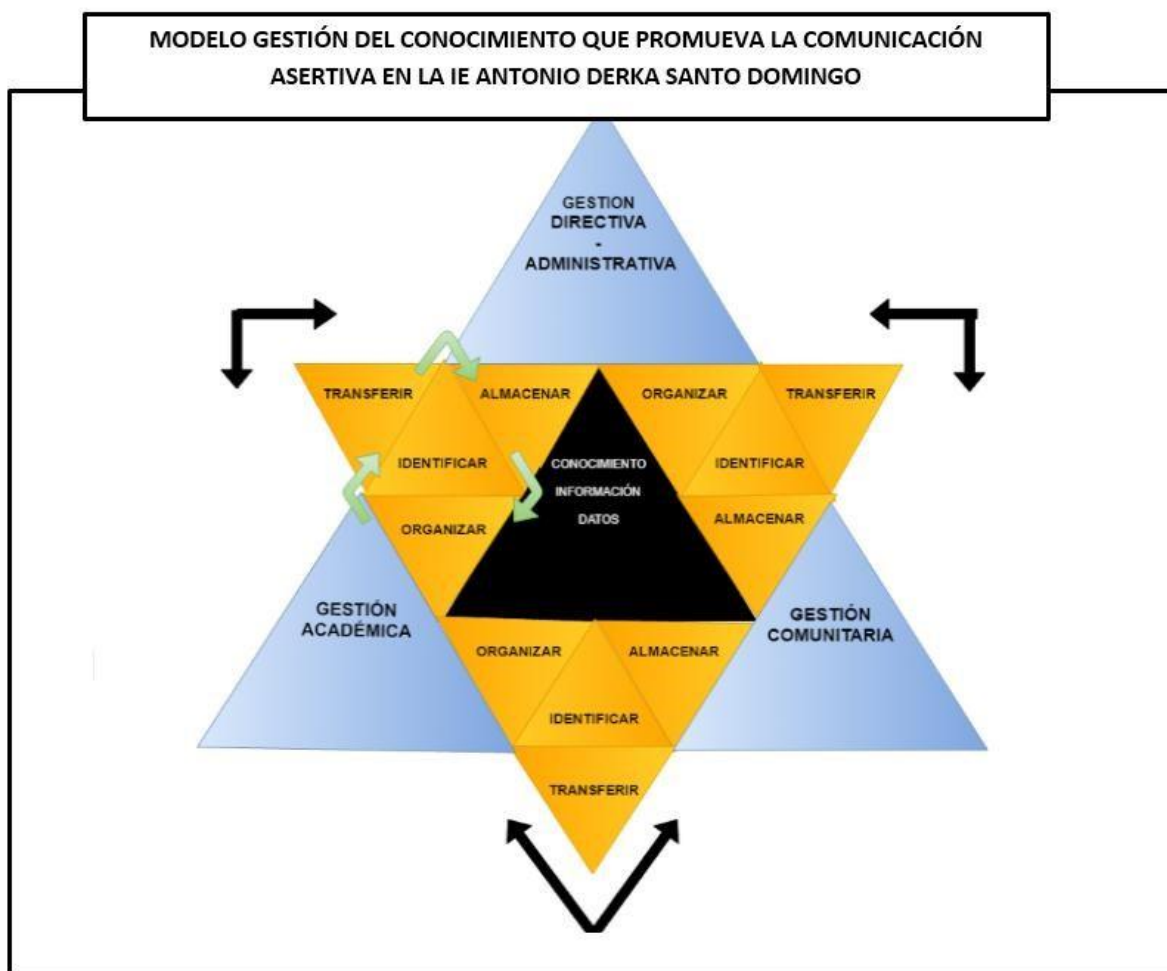 MODELO GESTIÓN DEL CONOCIMIENTO QUE PROMUEVA LA COMUNICACIÓN
ASERTIVA EN LA IE ANTONIO DERKA SANTO DOMINGO
GESTION
DIRECTIVA
-
ADMINISTRATIVA
TRANSFERIR
ALMACENAR
IDENTIFICAR
ORGANIZAR
ORGANIZAR
TRANSFERIR
IDENTIFICAR
ALMACENAR
CONOCIMIENTO
INFORMACIÓN
DATOS
GESTIÓN
ACADÉMICA
GESTIÓN
COMUNITARIA
ORGANIZAR
ALMACENAR
IDENTIFICAR
TRANSFERIR